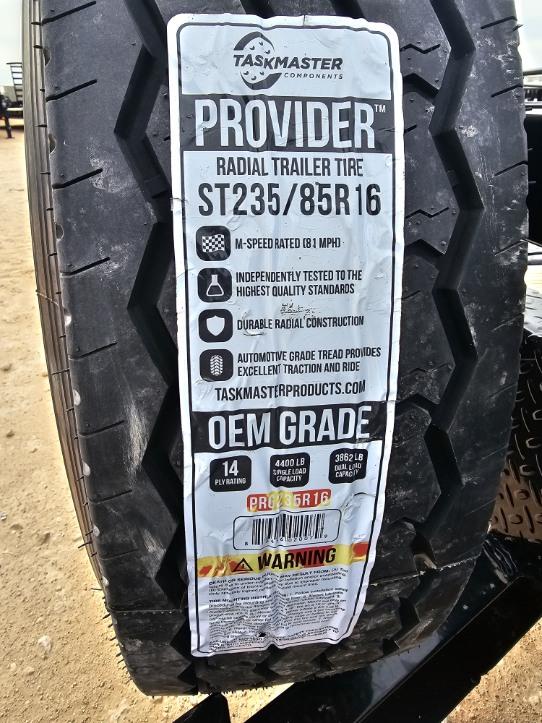 TASKMASTER
COMPONENTS
PROVIDER™
RADIAL TRAILER TIRE
ST235/85R16
M-SPEED RATED (81 MPH)
INDEPENDENTLY TESTED TO THE
HIGHEST QUALITY STANDARDS
DURABLE RADIAL CONSTRUCTION
AUTOMOTIVE GRADE TREAD PROVIDES
EXCELLENT TRACTION AND RIDE
TASKMASTERPRODUCTS.COM
OEM GRADE
14
PLY RATING
4400 LB
SINGLE LOAD
CAPACITY
3862 LB
DUAL LOAD
CAPACITY
PRG235R16
WARNING